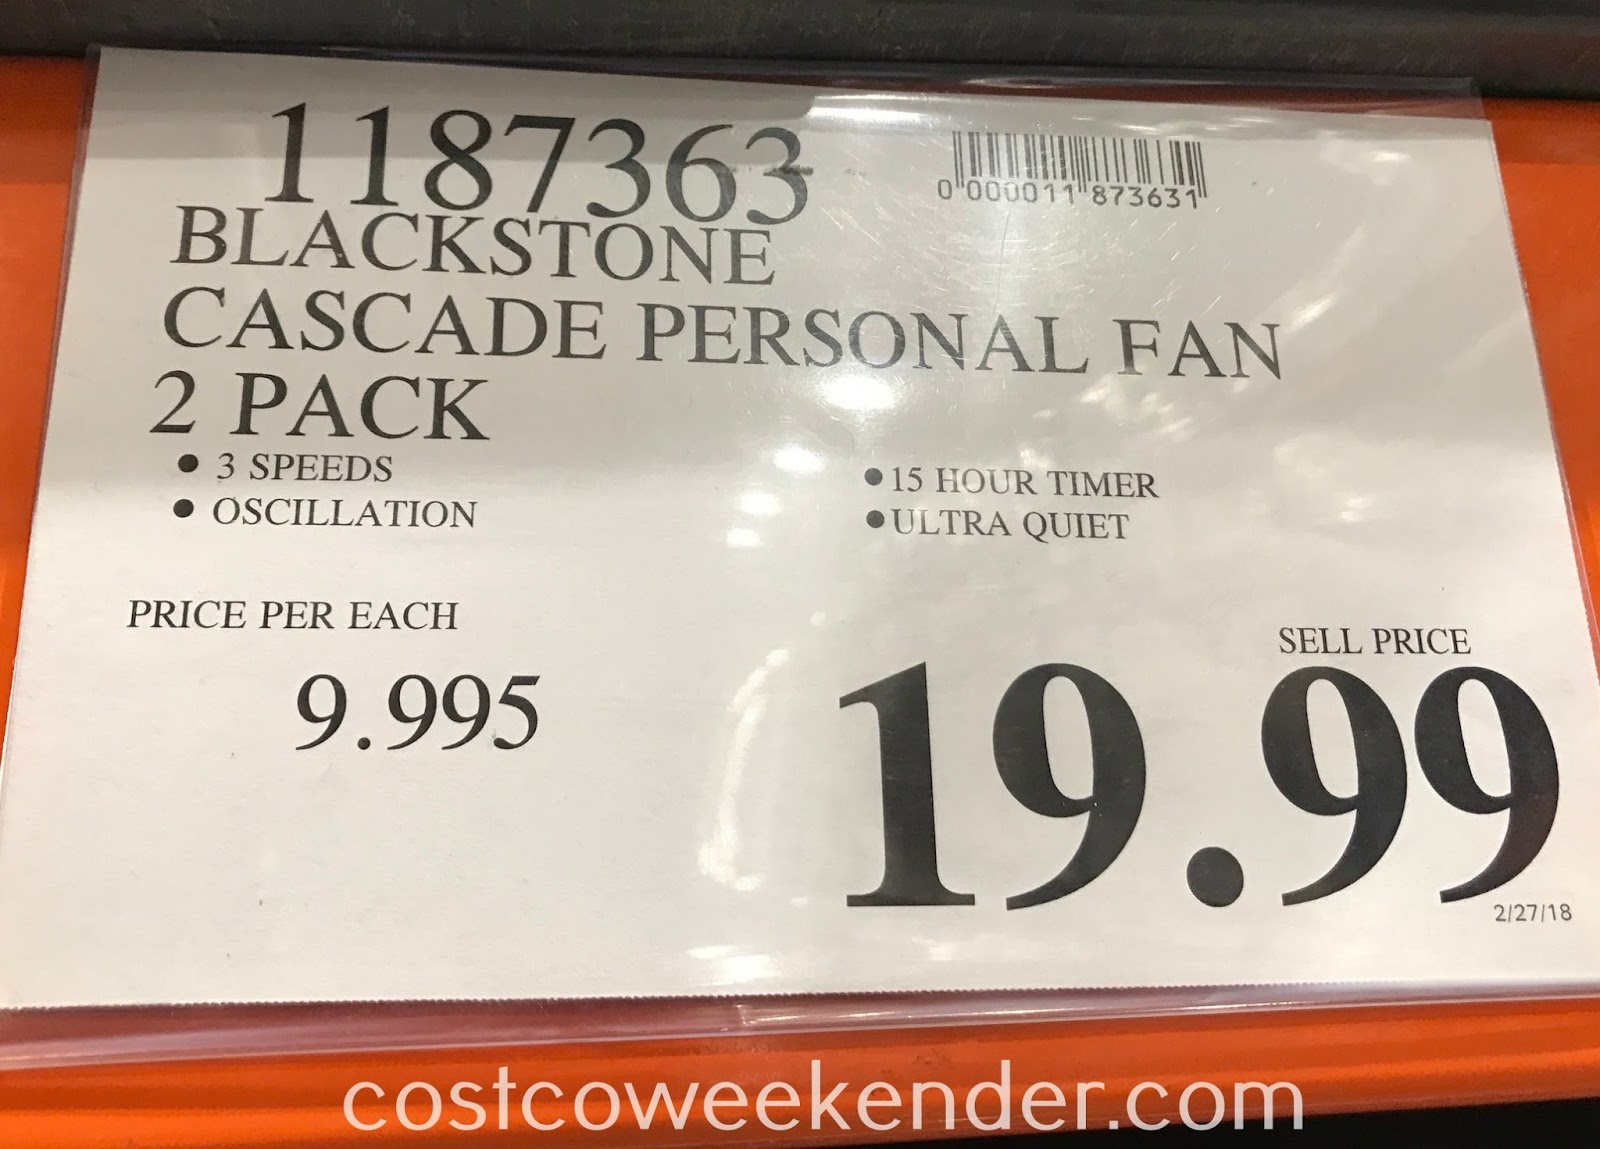 1187363
0 000011 873631
BLACKSTONE
CASCADE PERSONAL FAN
2 PACK
• 3 SPEEDS
• OSCILLATION
• 15 HOUR TIMER
• ULTRA QUIET
PRICE PER EACH
9.995
SELL PRICE
19.99
2/27/18
costcoweekender.com